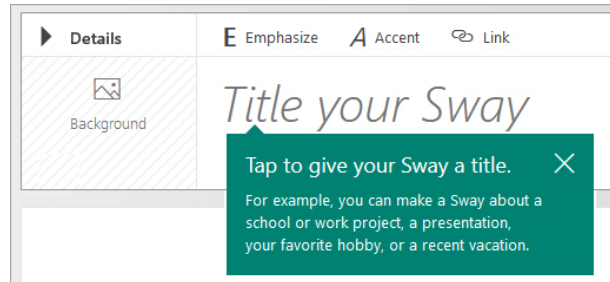 Details
E Emphasize A Accent Link
Background
Title your Sway
Tap to give your Sway a title.
For example, you can make a Sway about a
school or work project, a presentation,
your favorite hobby, or a recent vacation.